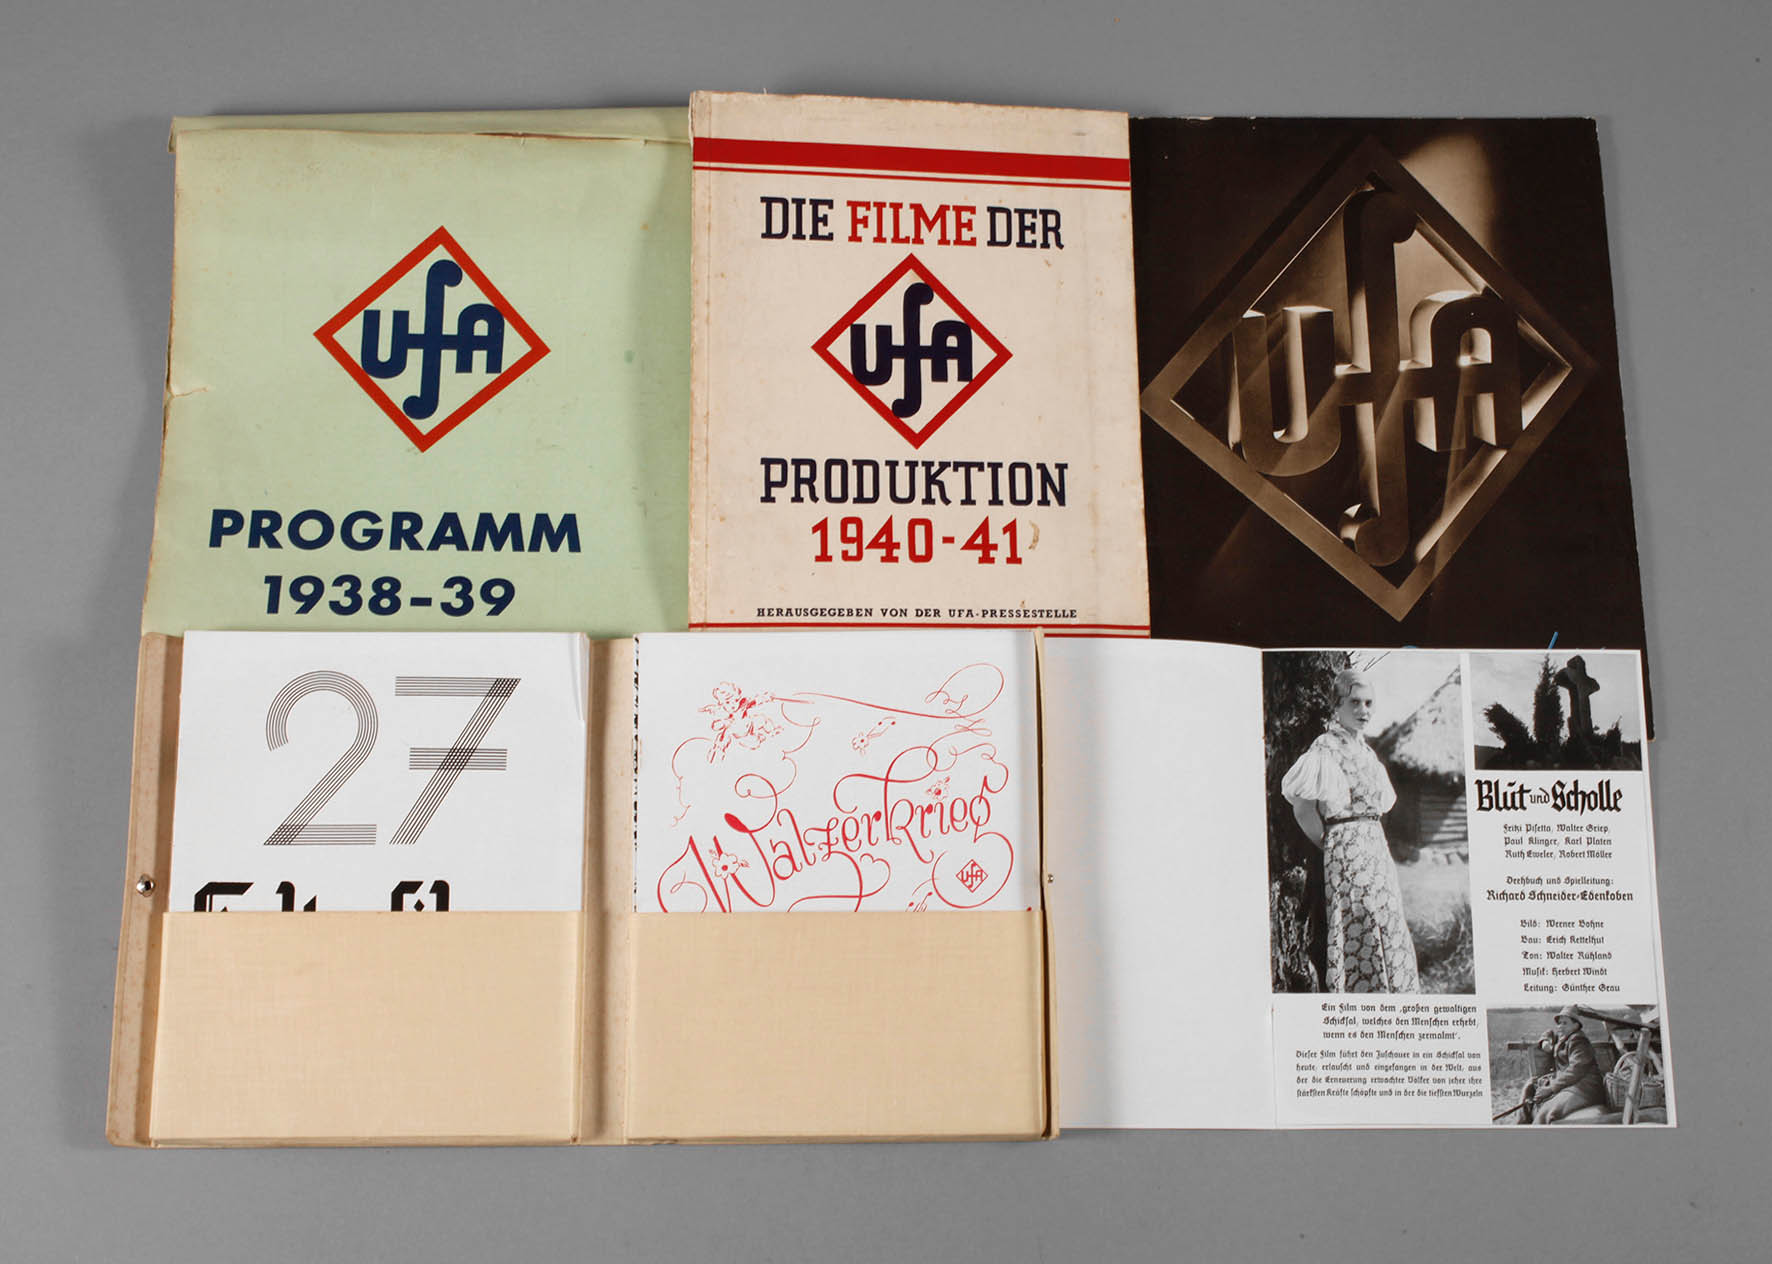 UfA
PROGRAMM
1938-39
DIE FILME DER
UfA
PRODUKTION
1940-41
HERAUSGEGEBEN VON DER UFA-PRESSESTELLE
UfA
27
Walzerkrieg
UfA
Blut und Scholle
Fritzi Pisetta, Walter Griep,
Paul Klinger, Karl Platen
Ruth Eweler, Robert Möller
Drehbuch und Spielleitung:
Richard Schneider-Edenkoben
Bild: Werner Bohne
Bau: Erich Kettelhut
Ton: Walter Rühland
Musik: Herbert Windt
Leitung: Günther Grau
Ein Film von dem „großen gewaltigen
Schicksal, welches den Menschen erhebt,
wenn es den Menschen zermalmt“.
Dieser Film führt den Zuschauer in ein Schicksal von
heute, erlauscht und eingefangen in der Welt, aus
der die Erneuerung erwachter Völker von jeher ihre
stärksten Kräfte schöpfte und in der die tiefsten Wurzeln